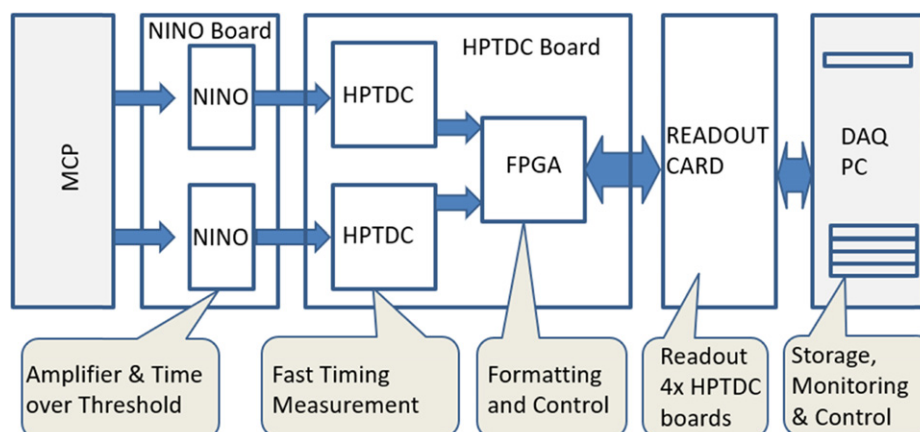 NINO Board
HPTDC Board
MCP
NINO
HPTDC
NINO
HPTDC
FPGA
READOUT
CARD
DAQ
PC
Amplifier & Time
over Threshold
Fast Timing
Measurement
Formatting
and Control
Readout
4x HPTDC
boards
Storage,
Monitoring
& Control